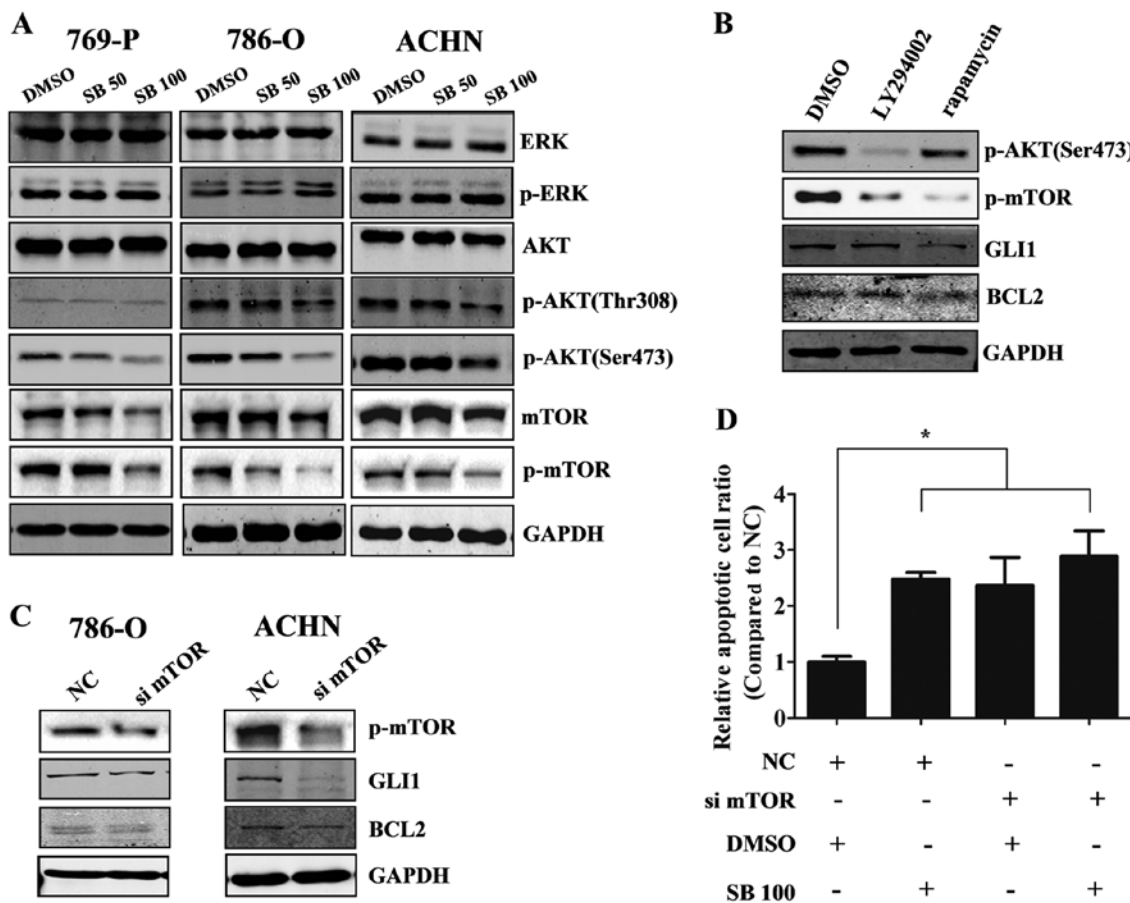 A
769-P 786-O ACHN
DMSO SB 50 SB 100 DMSO SB 50 SB 100 DMSO SB 50 SB 100
ERK
p-ERK
AKT
p-AKT(Thr308)
p-AKT(Ser473)
mTOR
p-mTOR
GAPDH
B
DMSO LY294002 rapamycin
p-AKT(Ser473)
p-mTOR
GLI1
BCL2
GAPDH
C
786-O ACHN
NC si mTOR NC si mTOR
p-mTOR
GLI1
BCL2
GAPDH
D
*
Relative apoptotic cell ratio
(Compared to NC)
4
3
2
1
0
NC + + - -
si mTOR - - + +
DMSO + - + -
SB 100 - + - +